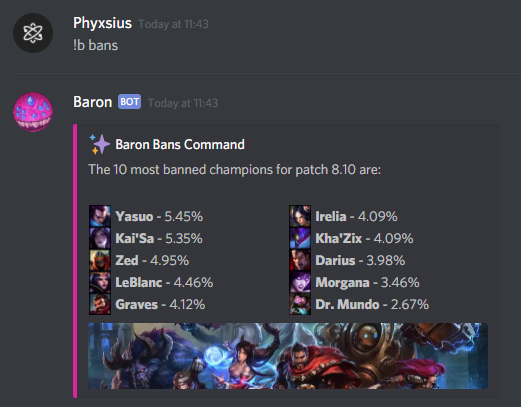 Phyxsius Today at 11:43
!b bans
Baron BOT Today at 11:43
Baron Bans Command
The 10 most banned champions for patch 8.10 are:
Yasuo - 5.45%
Kai'Sa - 5.35%
Zed - 4.95%
LeBlanc - 4.46%
Graves - 4.12%
Irelia - 4.09%
Kha'Zix - 4.09%
Darius - 3.98%
Morgana - 3.46%
Dr. Mundo - 2.67%